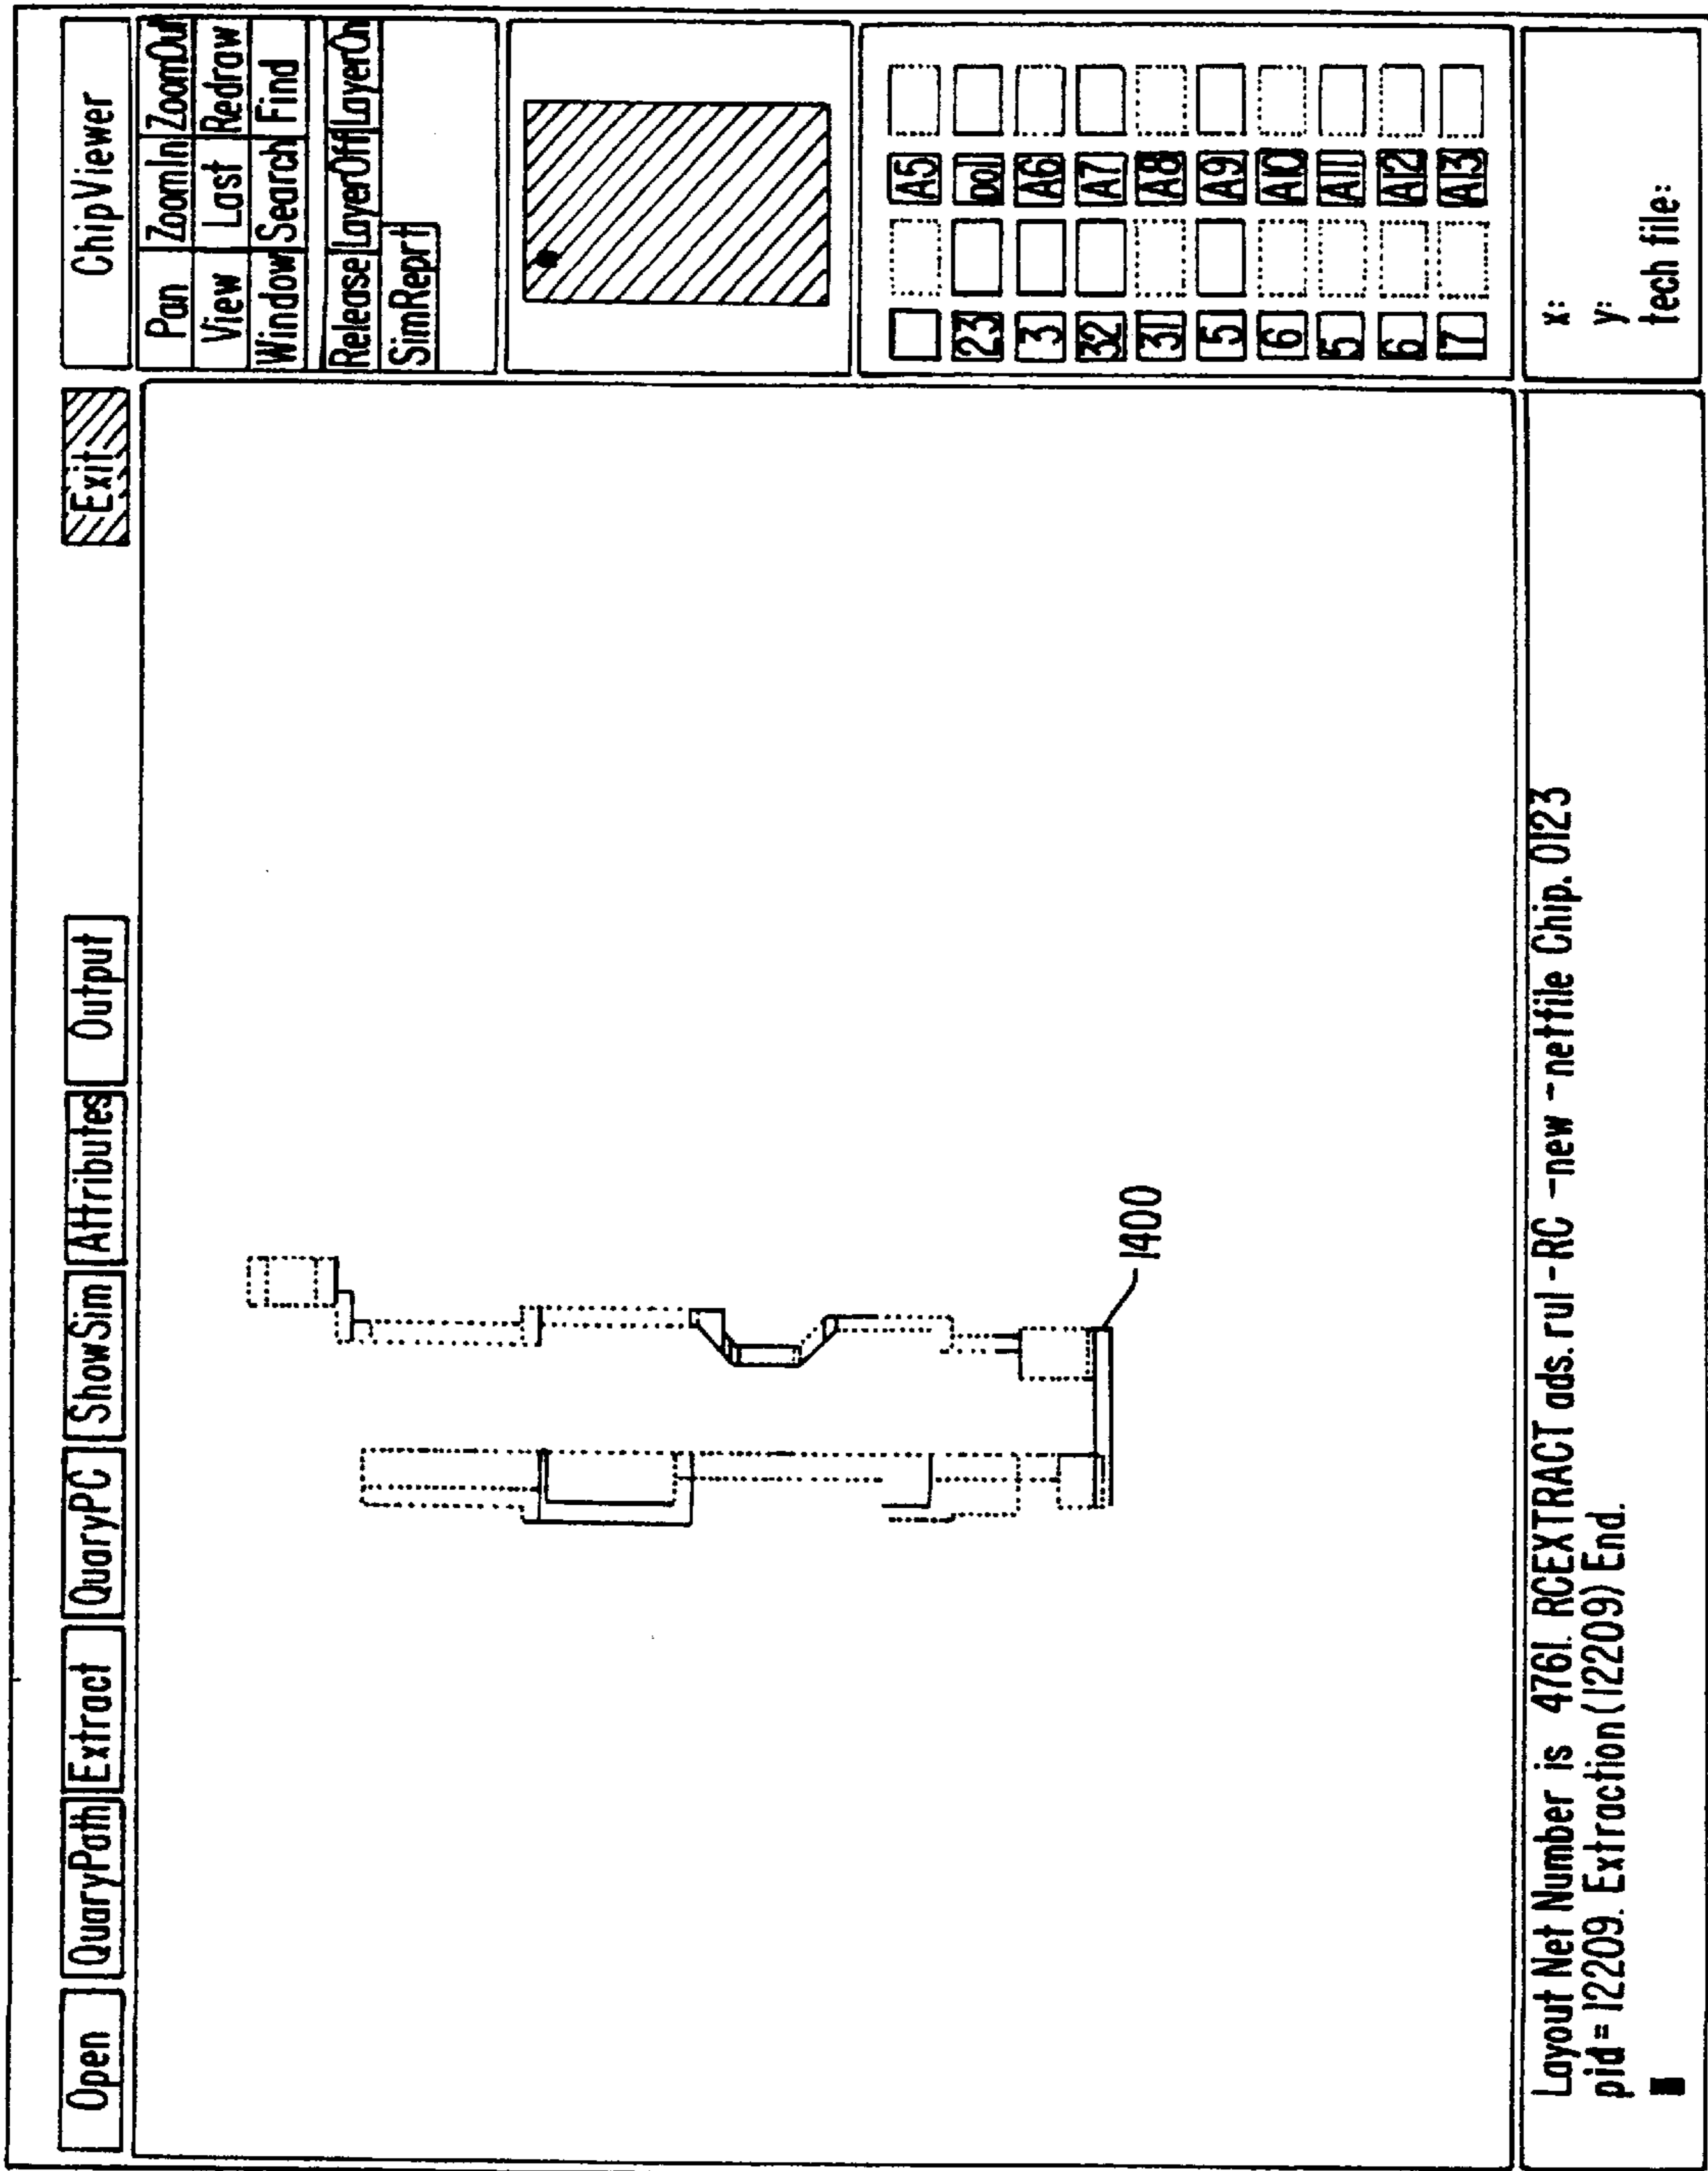 Open QuaryPath Extract QuaryPC ShowSim Attributes Output Exit
ChipViewer
Pan ZoomIn ZoomOut
View Last Redraw
Window Search Find
Release LayerOff LayerOn
SimReprt
A5
23 pol
3 A6
32 A7
31 A8
5 A9
6 A10
5 A11
6 A12
17 A13
1400
Layout Net Number is 4761. RCEXTRACT ads.rul -RC -new -netfile Chip. 0123
pid = 12209. Extraction (12209) End.
x:
y:
tech file: